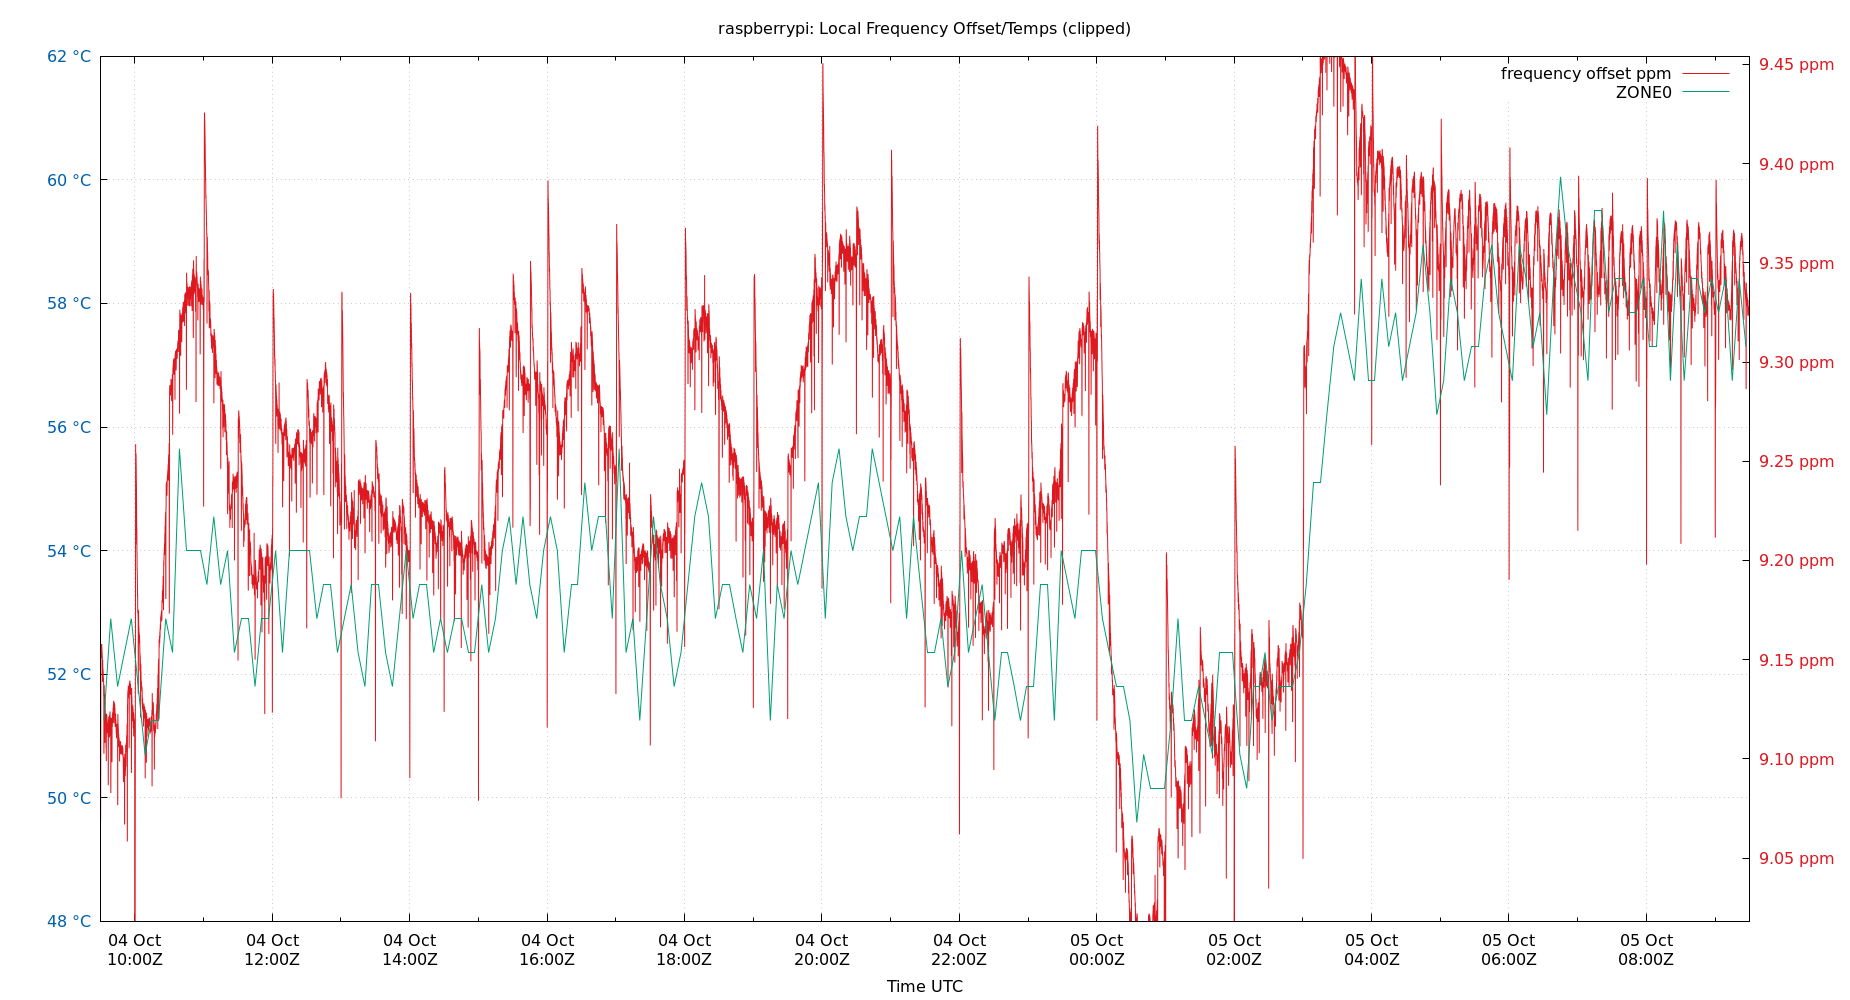 raspberrypi: Local Frequency Offset/Temps (clipped)
62 °C
60 °C
58 °C
56 °C
54 °C
52 °C
50 °C
48 °C
frequency offset ppm
ZONE0
9.45 ppm
9.40 ppm
9.35 ppm
9.30 ppm
9.25 ppm
9.20 ppm
9.15 ppm
9.10 ppm
9.05 ppm
04 Oct
10:00Z
04 Oct
12:00Z
04 Oct
14:00Z
04 Oct
16:00Z
04 Oct
18:00Z
04 Oct
20:00Z
04 Oct
22:00Z
05 Oct
00:00Z
05 Oct
02:00Z
05 Oct
04:00Z
05 Oct
06:00Z
05 Oct
08:00Z
Time UTC